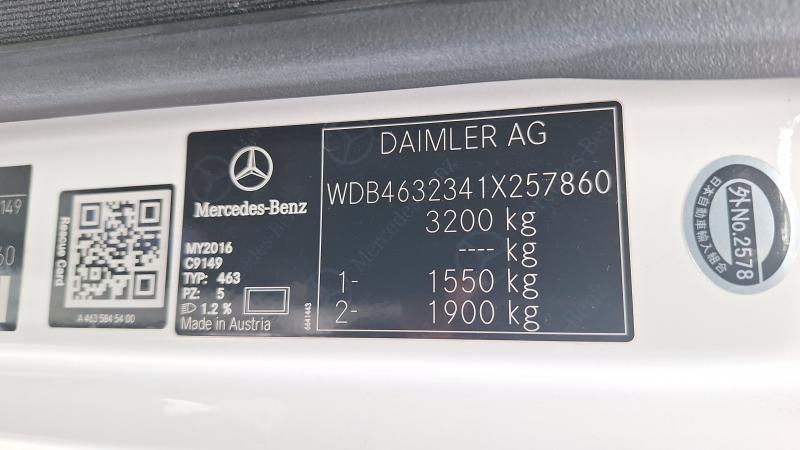 149
60
Rescue Card
A 463 584 54 00
Mercedes-Benz
MY2016
C9149
TYP: 463
PZ: 5
1.2 %
Made in Austria
6641443
DAIMLER AG
WDB4632341X257860
3200 kg
---- kg
1- 1550 kg
2- 1900 kg
外No.2578
日本自動車輸入組合